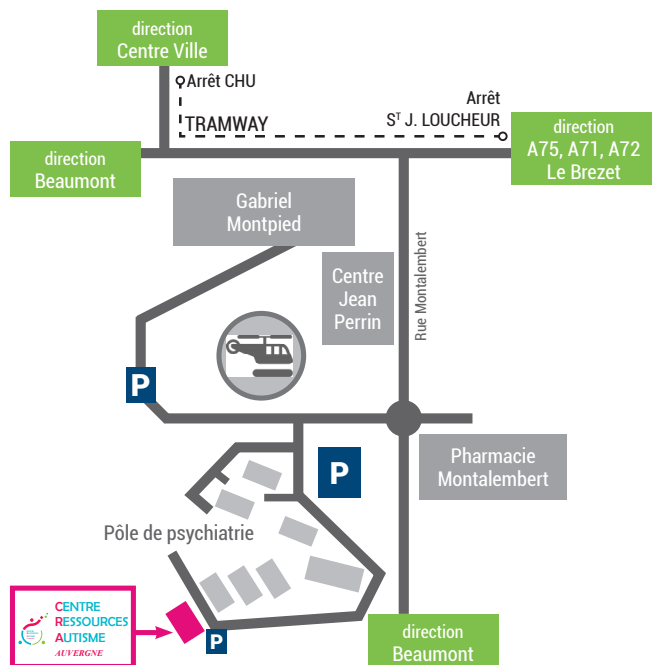 direction
Centre Ville
Arrêt CHU
TRAMWAY
Arrêt
Sᵀ J. LOUCHEUR
direction
A75, A71, A72
Le Brezet
direction
Beaumont
Gabriel
Montpied
Centre
Jean
Perrin
Rue Montalembert
P
P
Pharmacie
Montalembert
Pôle de psychiatrie
CENTRE
RESSOURCES
AUTISME
AUVERGNE
P
direction
Beaumont